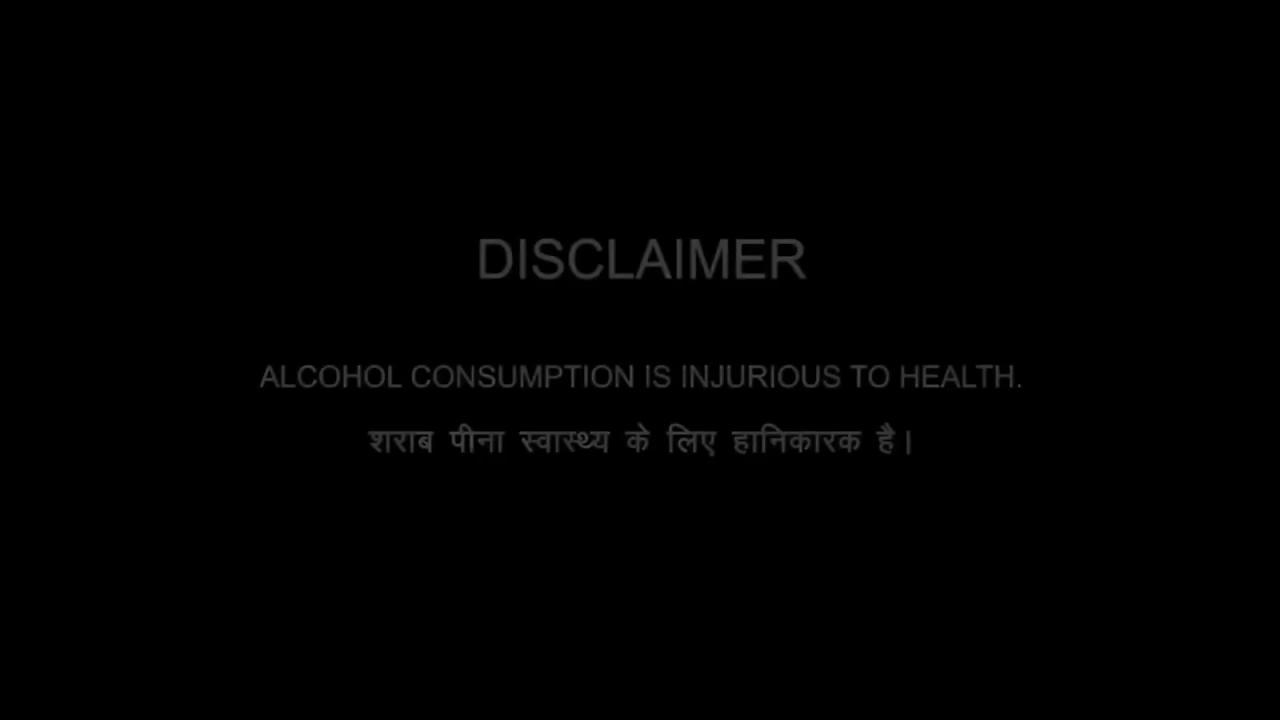 DISCLAIMER
ALCOHOL CONSUMPTION IS INJURIOUS TO HEALTH.
शराब पीना स्वास्थ्य के लिए हानिकारक है।